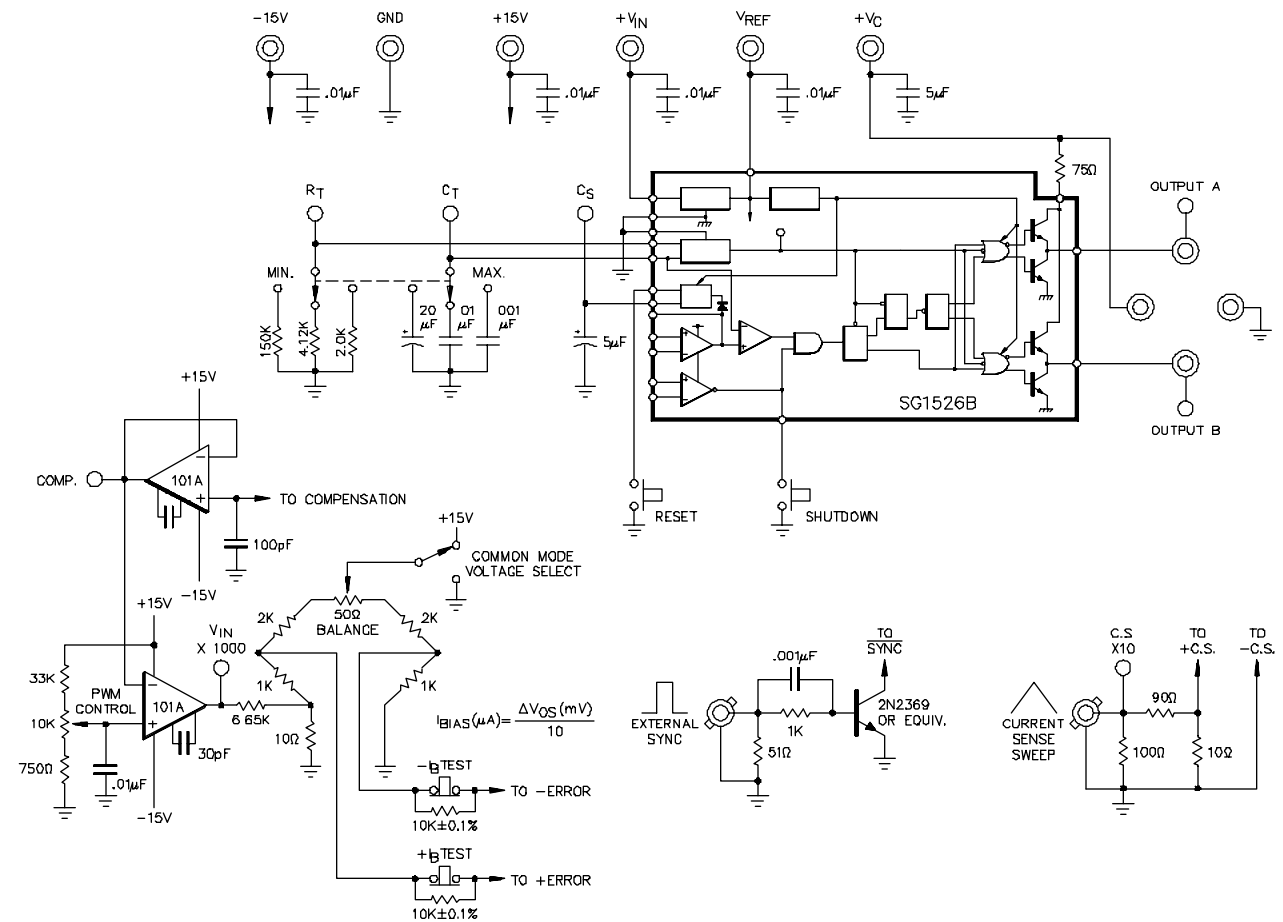 -15V
GND
+15V
+VIN
VREF
+VC
.01µF
.01µF
.01µF
.01µF
5µF
75Ω
RT
CT
CS
OUTPUT A
MIN.
MAX.
150K
4.12K
2.0K
20 µF
.01 µF
.001 µF
5µF
SG1526B
OUTPUT B
+15V
COMP.
101A
TO COMPENSATION
RESET
SHUTDOWN
100pF
-15V
+15V
COMMON MODE
VOLTAGE SELECT
+15V
50Ω
BALANCE
2K
2K
VIN
X 1000
33K
PWM
CONTROL
10K
101A
1K
1K
6.65K
10Ω
750Ω
.01µF
30pF
-15V
IBIAS(µA)= ΔVOS(mV)
10
-IB TEST
TO -ERROR
10K±0.1%
+IB TEST
TO +ERROR
10K±0.1%
TO
SYNC
.001µF
EXTERNAL
SYNC
1K
2N2369
OR EQUIV.
51Ω
C.S
X10
TO
+C.S.
TO
-C.S.
90Ω
CURRENT
SENSE
SWEEP
100Ω
10Ω